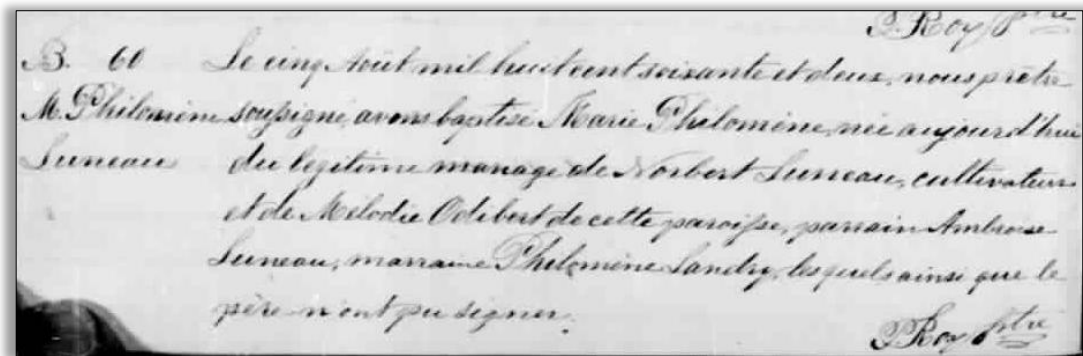 P. Roy Ptre
B. 60 Le cinq Août mil huit cent soixante et deux, nous prêtre
M. Philomène soussigné, avons baptisé Marie Philomène, née aujourd'hui
Luneau du legitime mariage de Norbert Luneau, cultivateur
et de Mélodie Odibert de cette paroisse, parrain Ambroise
Luneau, marraine Philomène Landry, lesquels ainsi que le
père n'ont pu signer.
P. Roy Ptre